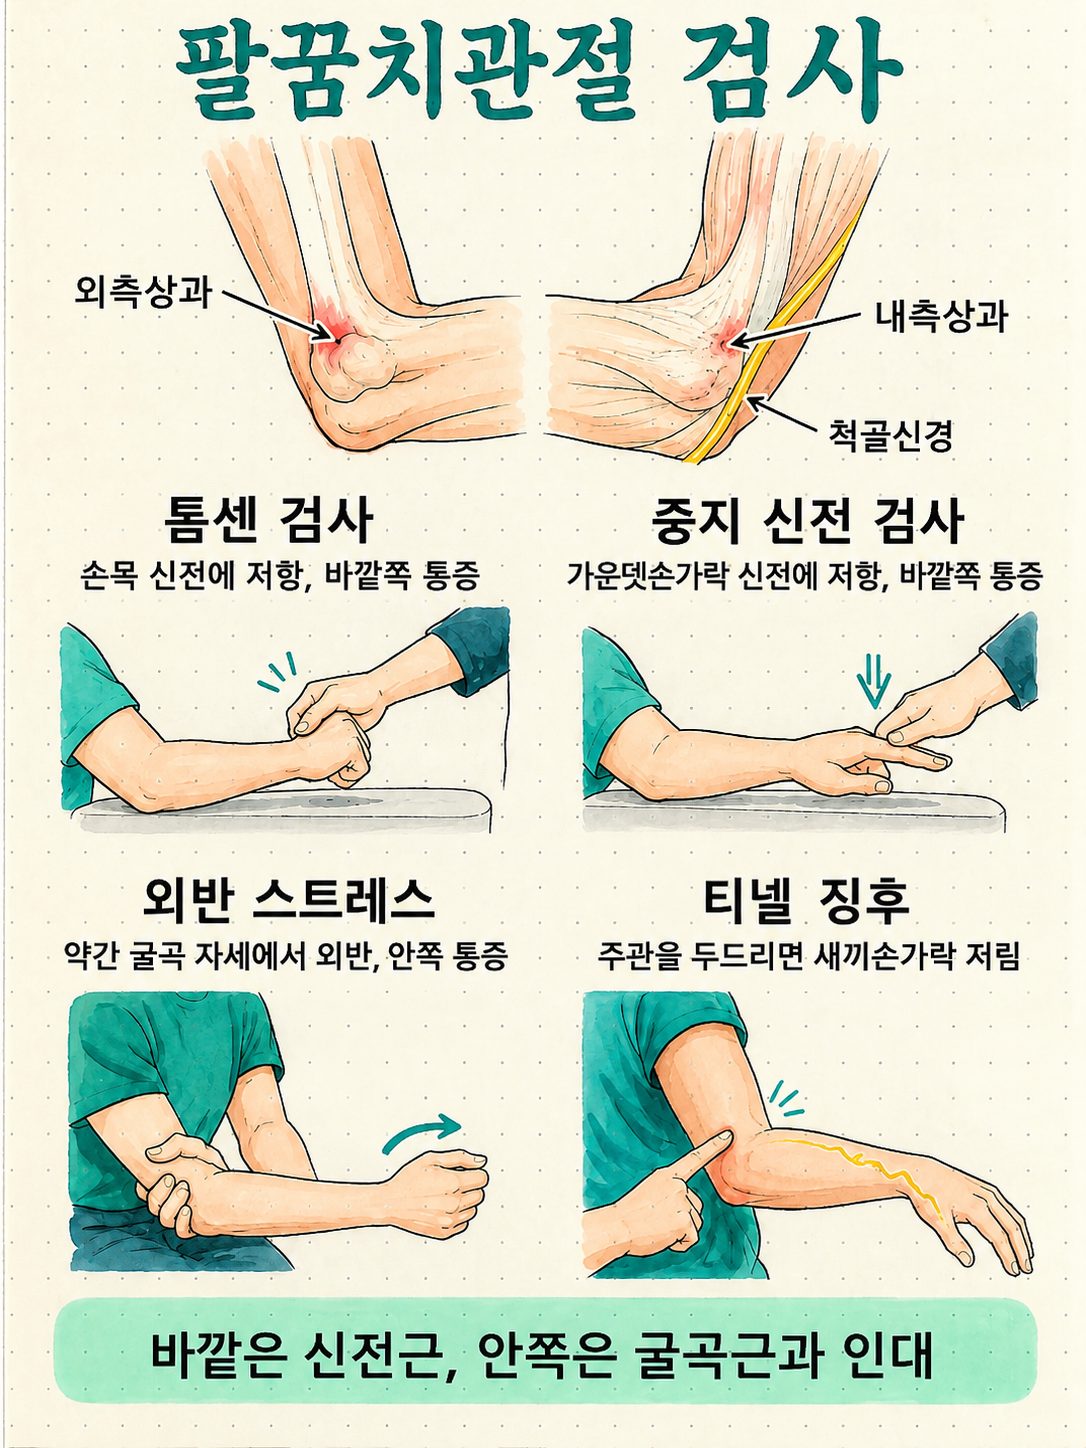 팔꿈치관절 검사
외측상과
내측상과
척골신경
톰센 검사
손목 신전에 저항, 바깥쪽 통증
중지 신전 검사
가운뎃손가락 신전에 저항, 바깥쪽 통증
외반 스트레스
약간 굴곡 자세에서 외반, 안쪽 통증
티넬 징후
주관을 두드리면 새끼손가락 저림
바깥은 신전근, 안쪽은 굴곡근과 인대